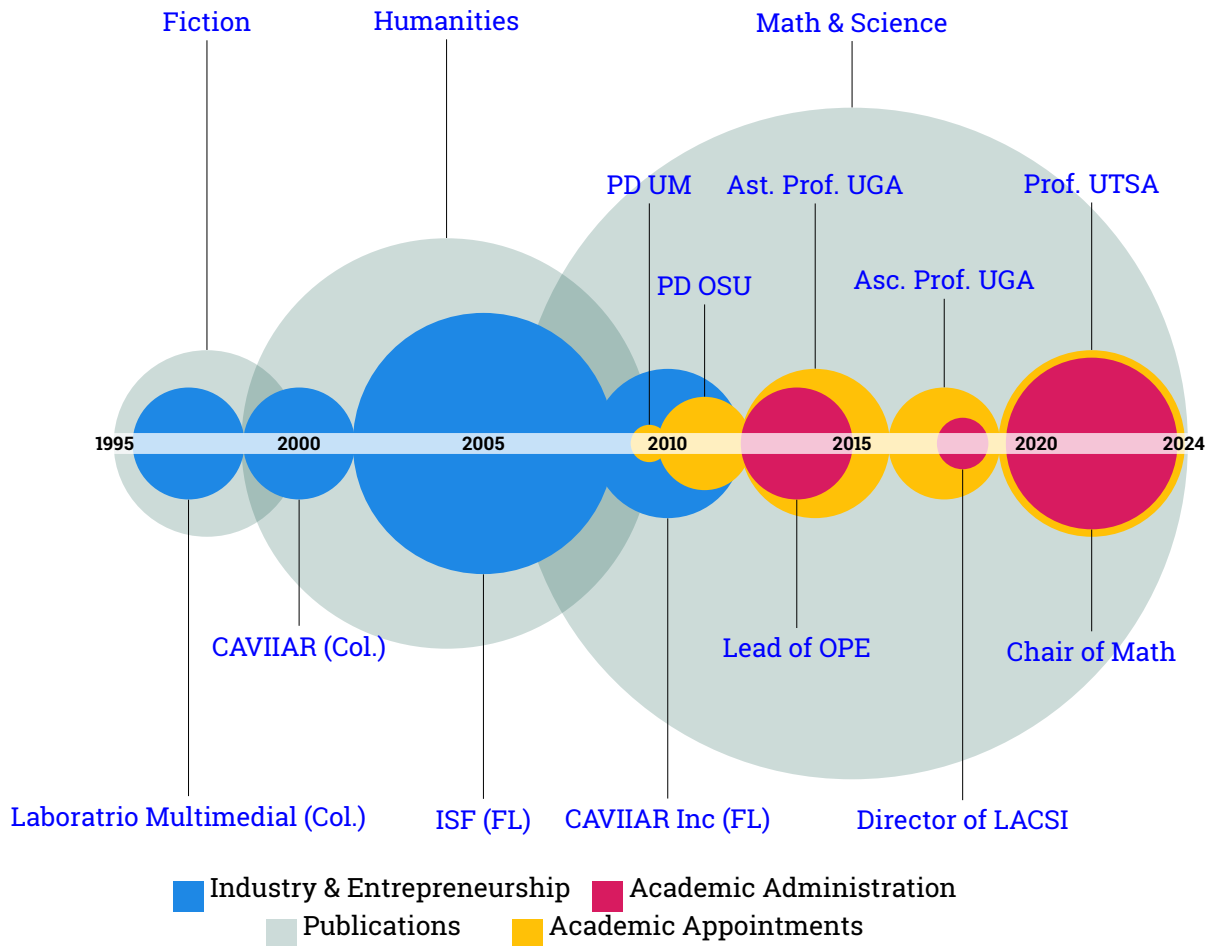 Fiction
Humanities
Math & Science
PD UM
Ast. Prof. UGA
Prof. UTSA
PD OSU
Asc. Prof. UGA
1995 2000 2005 2010 2015 2020 2024
CAVIIAR (Col.)
Lead of OPE
Chair of Math
Laboratrio Multimedial (Col.)
ISF (FL)
CAVIIAR Inc (FL)
Director of LACSI
Industry & Entrepreneurship
Academic Administration
Publications
Academic Appointments